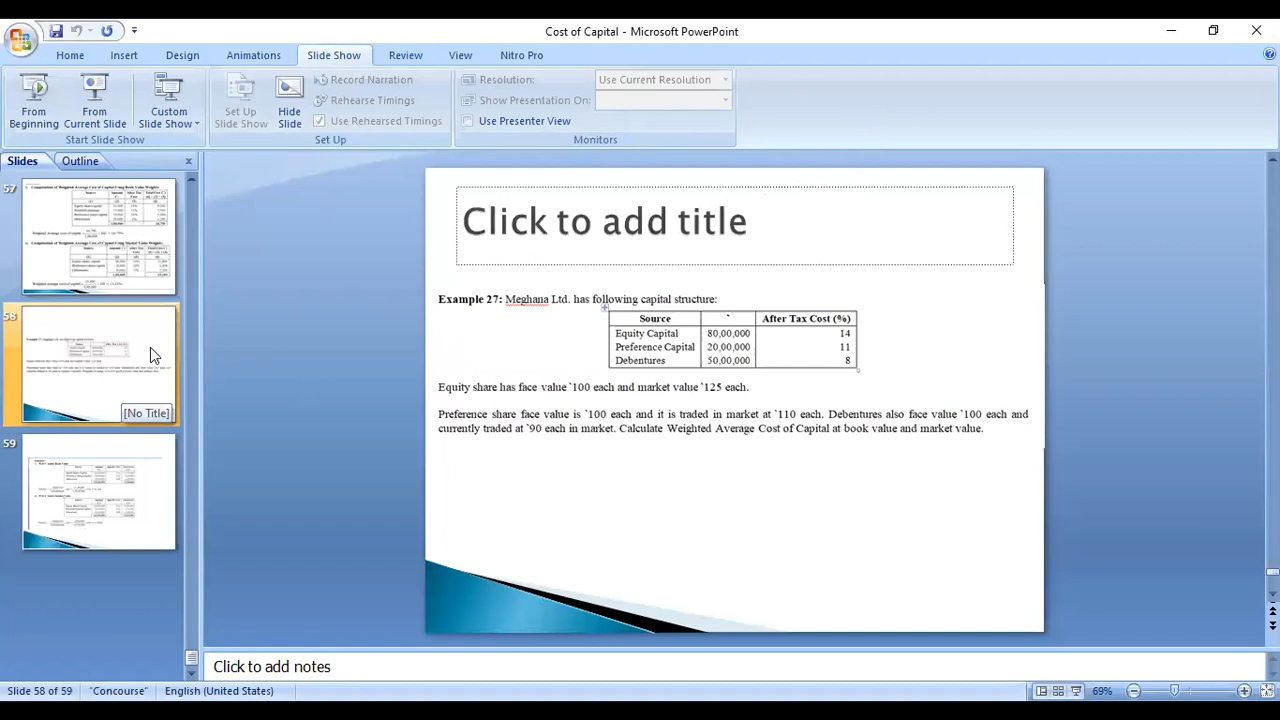 Cost of Capital - Microsoft PowerPoint
Home Insert Design Animations Slide Show Review View Nitro Pro
From Beginning
From Current Slide
Custom Slide Show
Start Slide Show
Set Up Slide Show
Hide Slide
Record Narration
Rehearse Timings
Use Rehearsed Timings
Set Up
Resolution: Use Current Resolution
Show Presentation On:
Use Presenter View
Monitors
Slides Outline x
57
58
[No Title]
59
Click to add title
Example 27: Meghana Ltd. has following capital structure:
Source ` After Tax Cost (%)
Equity Capital 80,00,000 14
Preference Capital 20,00,000 11
Debentures 50,00,000 8
Equity share has face value `100 each and market value `125 each.
Preference share face value is `100 each and it is traded in market at `110 each. Debentures also face value `100 each and
currently traded at `90 each in market. Calculate Weighted Average Cost of Capital at book value and market value.
Click to add notes
Slide 58 of 59 "Concourse" English (United States) 69%